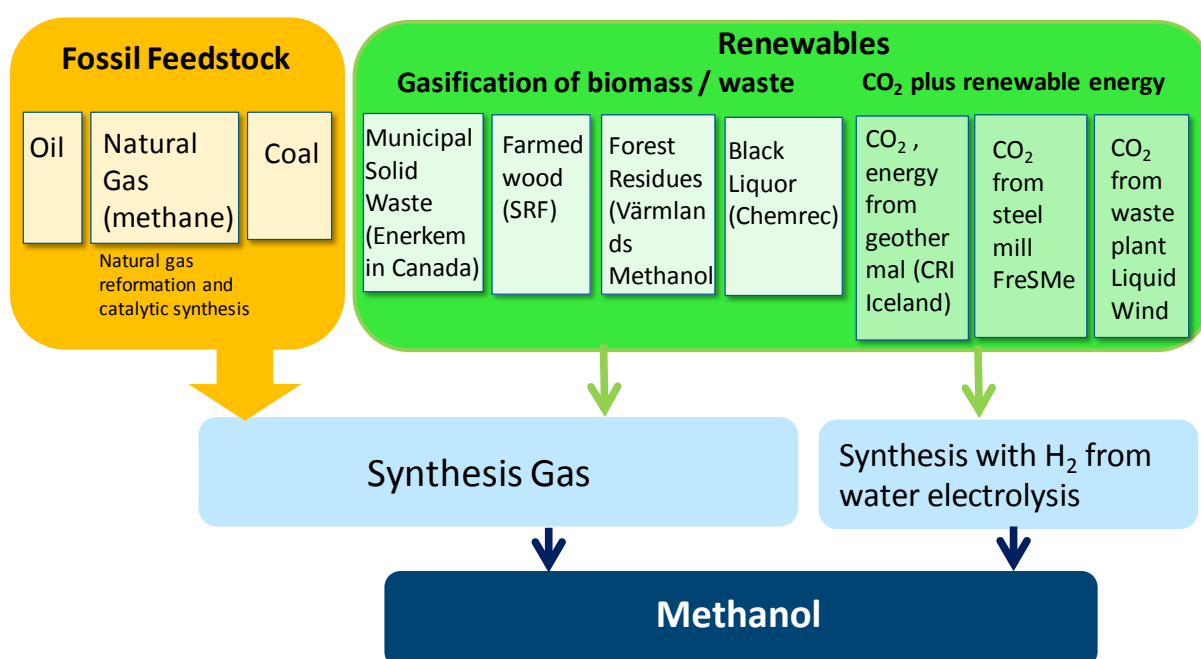 Fossil Feedstock
Oil
Natural
Gas
(methane)
Coal
Natural gas
reformation and
catalytic synthesis
Renewables
Gasification of biomass / waste
CO₂ plus renewable energy
Municipal
Solid
Waste
(Enerkem
in Canada)
Farmed
wood
(SRF)
Forest
Residues
(Värmlan
ds
Methanol
Black
Liquor
(Chemrec)
CO₂ ,
energy
from
geother
mal (CRI
Iceland)
CO₂
from
steel
mill
FreSMe
CO₂
from
waste
plant
Liquid
Wind
Synthesis Gas
Synthesis with H₂ from
water electrolysis
Methanol